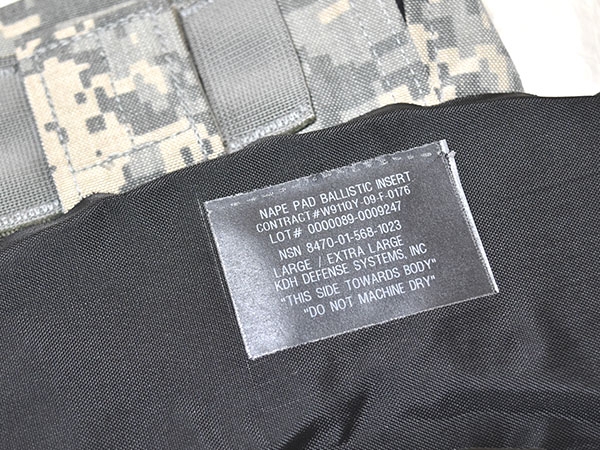 NAPE PAD BALLISTIC INSERT
CONTRACT#W911QY-09-F-0176
LOT# 0000089-0009247
NSN 8470-01-568-1023
LARGE / EXTRA LARGE
KDH DEFENSE SYSTEMS, INC
"THIS SIDE TOWARDS BODY"
"DO NOT MACHINE DRY"